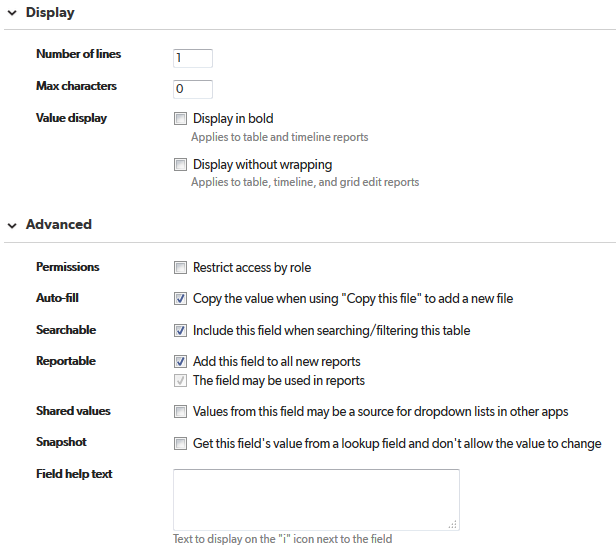 Display
Number of lines 1
Max characters 0
Value display Display in bold
Applies to table and timeline reports
Display without wrapping
Applies to table, timeline, and grid edit reports
Advanced
Permissions Restrict access by role
Auto-fill Copy the value when using "Copy this file" to add a new file
Searchable Include this field when searching/filtering this table
Reportable Add this field to all new reports
The field may be used in reports
Shared values Values from this field may be a source for dropdown lists in other apps
Snapshot Get this field's value from a lookup field and don't allow the value to change
Field help text
Text to display on the "i" icon next to the field